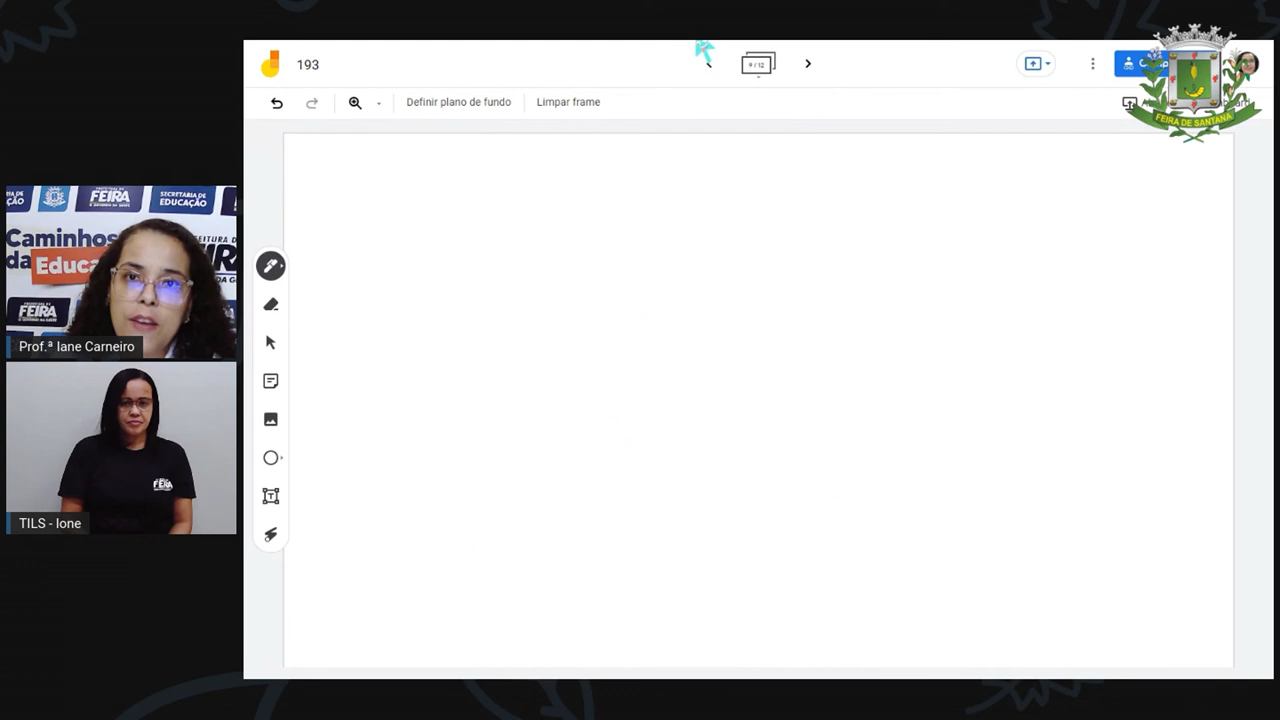 193
9 / 12
Definir plano de fundo
Limpar frame
FEIRA DE SANTANA
FEIRA
SECRETARIA DE
EDUCAÇÃO
Caminhos
da
Educa
FEIRA
Prof.ª Iane Carneiro
FEIRA
TILS - Ione